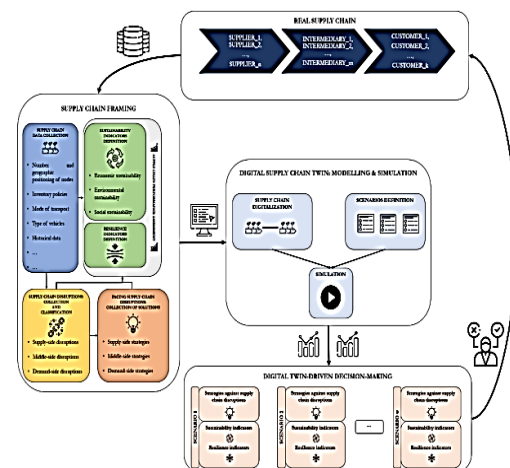 REAL SUPPLY CHAIN
SUPPLIER_1,
SUPPLIER_2,
...,
SUPPLIER_n
INTERMEDIARY_1,
INTERMEDIARY_2,
...,
INTERMEDIARY_m
CUSTOMER_1,
CUSTOMER_2,
...,
CUSTOMER_k
SUPPLY CHAIN FRAMING
SUPPLY CHAIN
DATA COLLECTION
• Number and
geographic
positioning of nodes
• Inventory policies
• Mode of transport
• Type of vehicles
• Historical data
• ...
• ...
SUSTAINABILITY
INDICATORS
DEFINITION
• Economic sustainability
• Environmental
sustainability
• Social sustainability
RESILIENCE
INDICATORS
DEFINITION
SUPPLY CHAIN DISRUPTIONS
COLLECTION
AND
CLASSIFICATION
• Supply-side disruptions
• Middle-side disruptions
• Demand-side disruptions
FACING SUPPLY CHAIN
DISRUPTIONS:
COLLECTION OF SOLUTIONS
• Supply-side strategies
• Middle-side strategies
• Demand-side strategies
DIGITAL SUPPLY CHAIN TWIN: MODELLING & SIMULATION
SUPPLY CHAIN
DIGITALIZATION
SCENARIOS DEFINITION
SIMULATION
DIGITAL TWIN-DRIVEN DECISION-MAKING
SCENARIO 1
Strategies against supply
chain disruptions
Sustainability indicators
Resilience indicators
SCENARIO 2
Strategies against supply
chain disruptions
Sustainability indicators
Resilience indicators
...
Strategies against supply
chain disruptions
Sustainability indicators
Resilience indicators